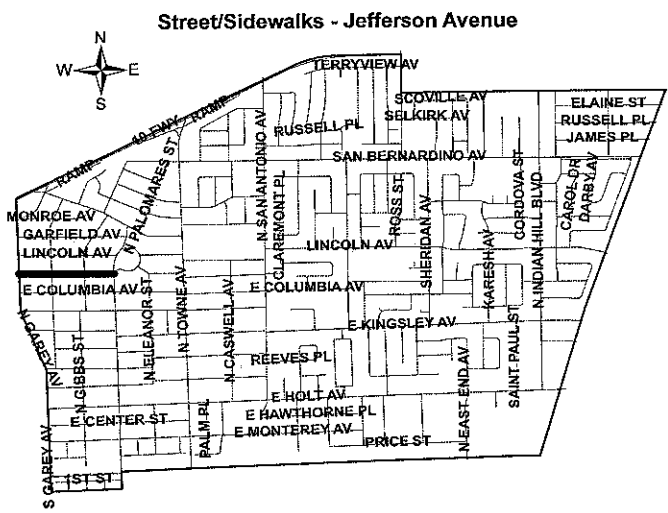 Street/Sidewalks - Jefferson Avenue
N
W
E
S
TERRYVIEW AV
SCOVILLE AV
ELAINE ST
SELKIRK AV
RUSSELL PL
RAMP
10 FWY
RUSSELL PL
JAMES PL
SAN BERNARDINO AV
RAMP
N PALOMARES ST
N SAN ANTONIO AV
CLAREMONT PL
ROSS ST
SHERIDAN AV
CORDOVA ST
N INDIAN HILL BLVD
CAROL DR
DARBY AV
MONROE AV
GARFIELD AV
LINCOLN AV
LINCOLN AV
KARESH AV
E COLUMBIA AV
E COLUMBIA AV
N GAREY AV
N GIBBS ST
N ELEANOR ST
N TOWNE AV
N CASWELL AV
E KINGSLEY AV
SAINT PAUL ST
REEVES PL
N EAST END AV
E HOLT AV
E HAWTHORNE PL
E CENTER ST
PALM PL
E MONTEREY AV
PRICE ST
S GAREY AV
1ST ST